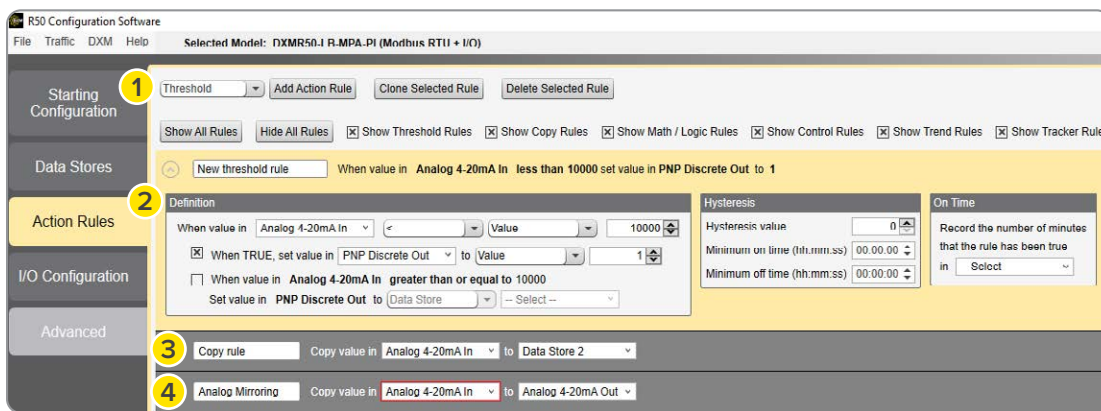 R50 Configuration Software
File Traffic DXM Help Selected Model: DXMR50-LB-MPA-PI (Modbus RTU + I/O)
Starting
Configuration
Data Stores
Action Rules
I/O Configuration
Advanced
1 Threshold Add Action Rule Clone Selected Rule Delete Selected Rule
Show All Rules Hide All Rules Show Threshold Rules Show Copy Rules Show Math / Logic Rules Show Control Rules Show Trend Rules Show Tracker Rule
New threshold rule When value in Analog 4-20mA In less than 10000 set value in PNP Discrete Out to 1
2 Definition
When value in Analog 4-20mA In < Value 10000
When TRUE, set value in PNP Discrete Out to Value 1
When value in Analog 4-20mA In greater than or equal to 10000
Set value in PNP Discrete Out to Data Store -- Select --
Hysteresis
Hysteresis value 0
Minimum on time (hh:mm:ss) 00:00:00
Minimum off time (hh:mm:ss) 00:00:00
On Time
Record the number of minutes
that the rule has been true
in Select
3 Copy rule Copy value in Analog 4-20mA In to Data Store 2
4 Analog Mirroring Copy value in Analog 4-20mA In to Analog 4-20mA Out